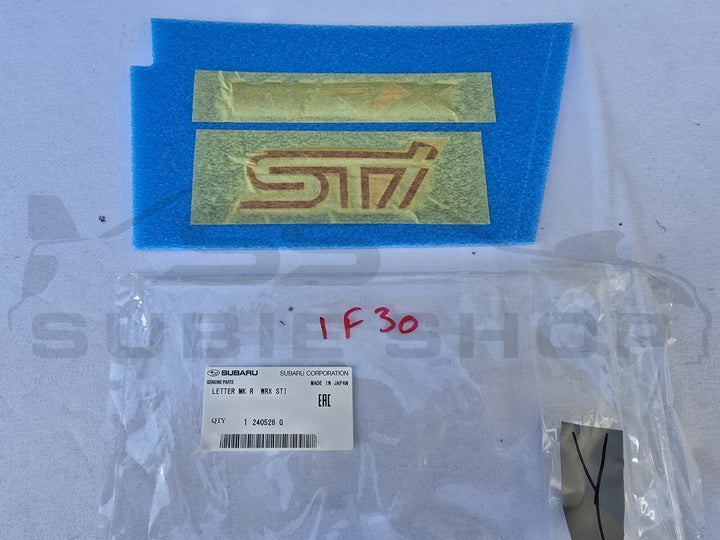 WRX
STi
SUBIE SHOP
1F30
SUBARU SUBARU CORPORATION
GENUINE PARTS MADE IN JAPAN
LETTER MK R WRX STI
EAC
QTY 1 240528 G